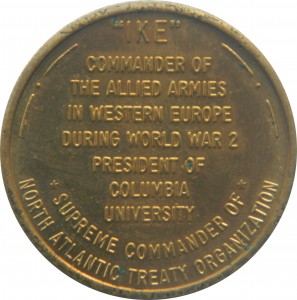 "IKE"
COMMANDER OF
THE ALLIED ARMIES
IN WESTERN EUROPE
DURING WORLD WAR 2
PRESIDENT OF
COLUMBIA
UNIVERSITY
* SUPREME COMMANDER OF *
NORTH ATLANTIC TREATY ORGANIZATION